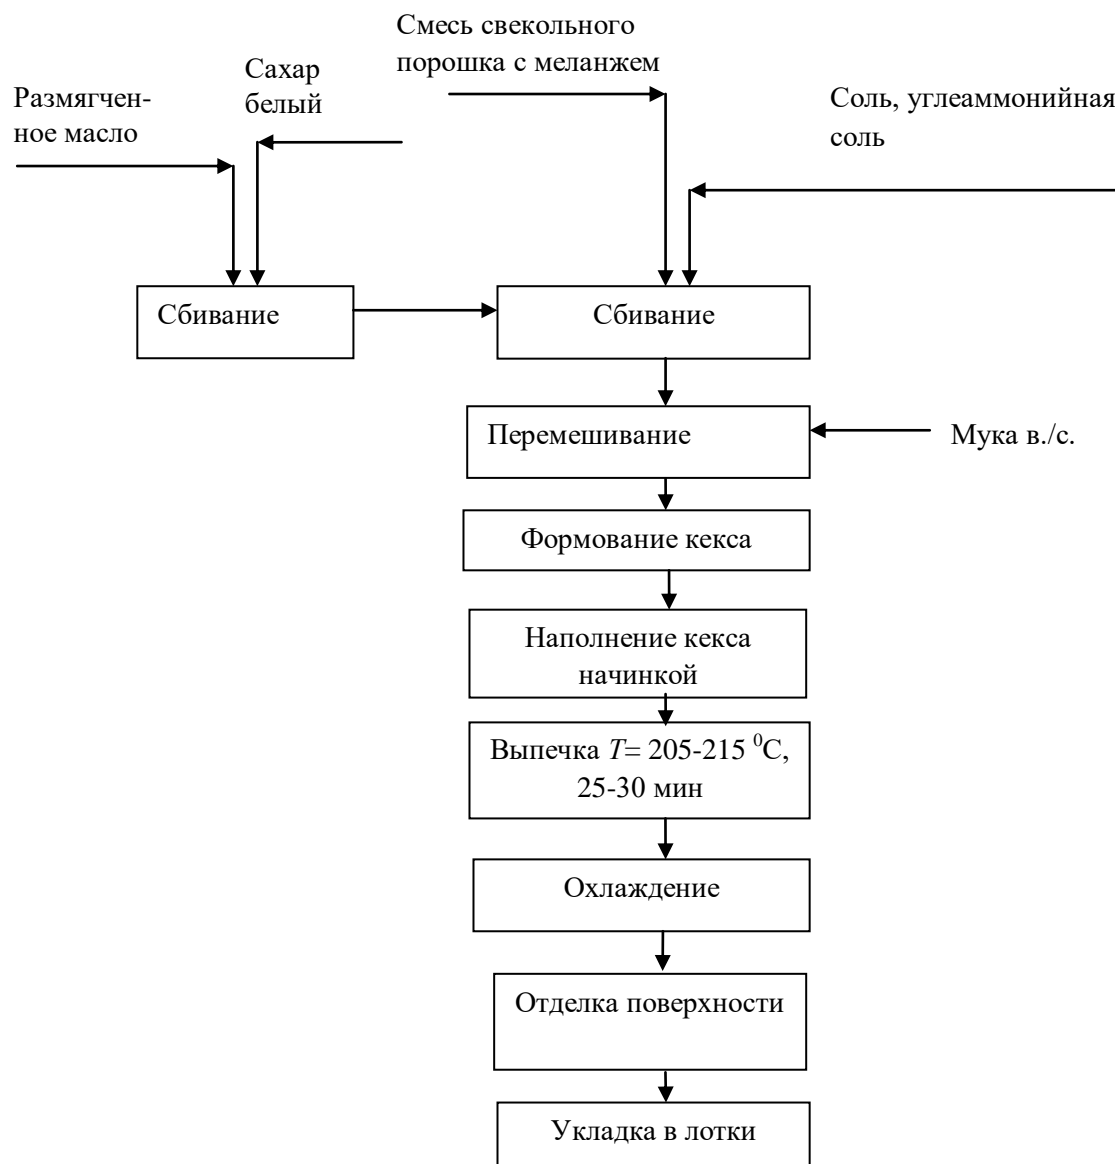 Смесь свекольного
порошка с меланжем
Сахар
белый
Размягчен-
ное масло
Соль, углеаммонийная
соль
Сбивание
Сбивание
Перемешивание
Мука в./с.
Формование кекса
Наполнение кекса
начинкой
Выпечка T= 205-215 ⁰С,
25-30 мин
Охлаждение
Отделка поверхности
Укладка в лотки